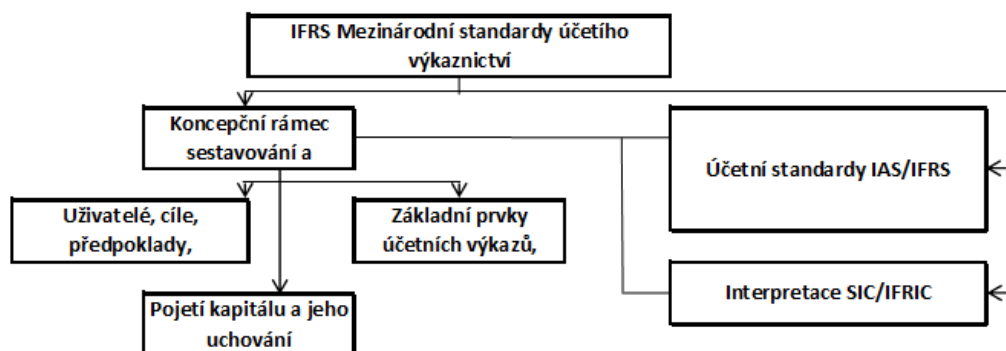 IFRS Mezinárodní standardy účetího
výkaznictví
Koncepční rámec
sestavování a
Účetní standardy IAS/IFRS
Uživatelé, cíle,
předpoklady,
Základní prvky
účetních výkazů,
Interpretace SIC/IFRIC
Pojetí kapitálu a jeho
uchování